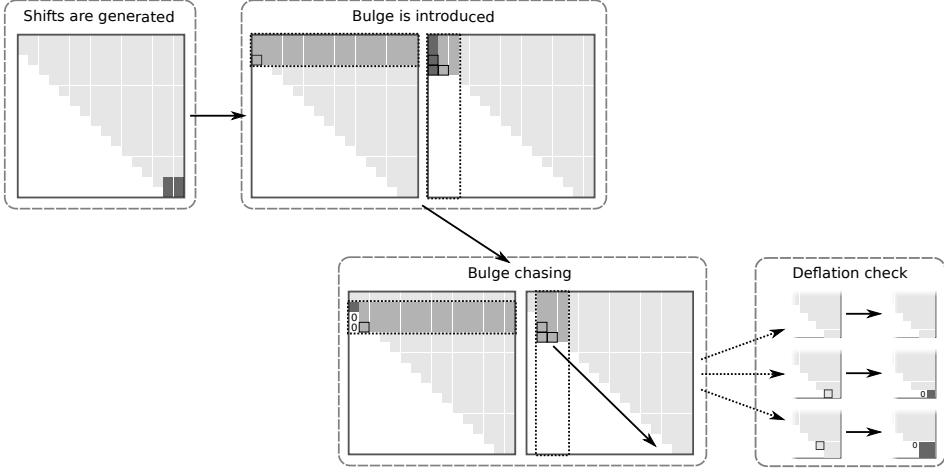 Shifts are generated
Bulge is introduced
Bulge chasing
Deflation check
0
0
0
0